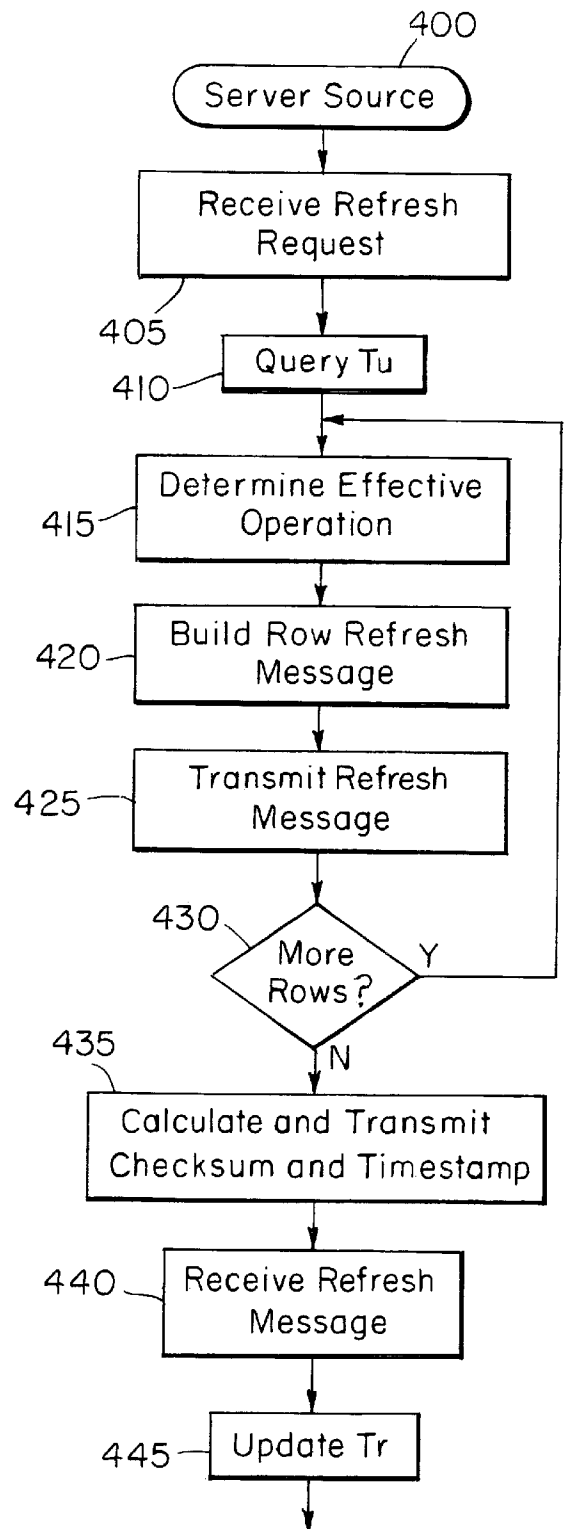 400
Server Source
Receive Refresh
Request
405
Query Tu
410
Determine Effective
Operation
415
Build Row Refresh
Message
420
Transmit Refresh
Message
425
430
More
Rows?
Y
N
435
Calculate and Transmit
Checksum and Timestamp
Receive Refresh
Message
440
Update Tr
445